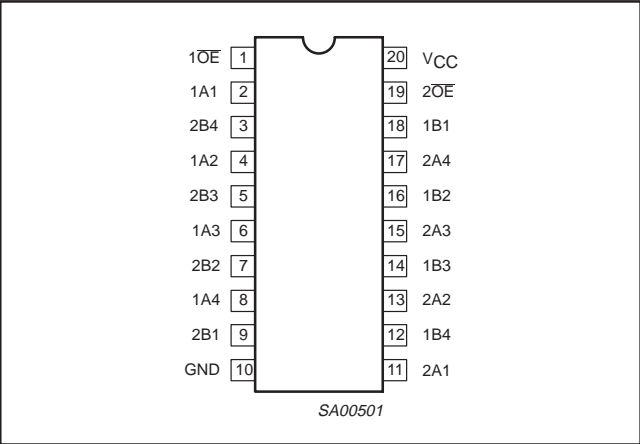 1O̅E̅ 1 20 VCC
1A1 2 19 2O̅E̅
2B4 3 18 1B1
1A2 4 17 2A4
2B3 5 16 1B2
1A3 6 15 2A3
2B2 7 14 1B3
1A4 8 13 2A2
2B1 9 12 1B4
GND 10 11 2A1
SA00501